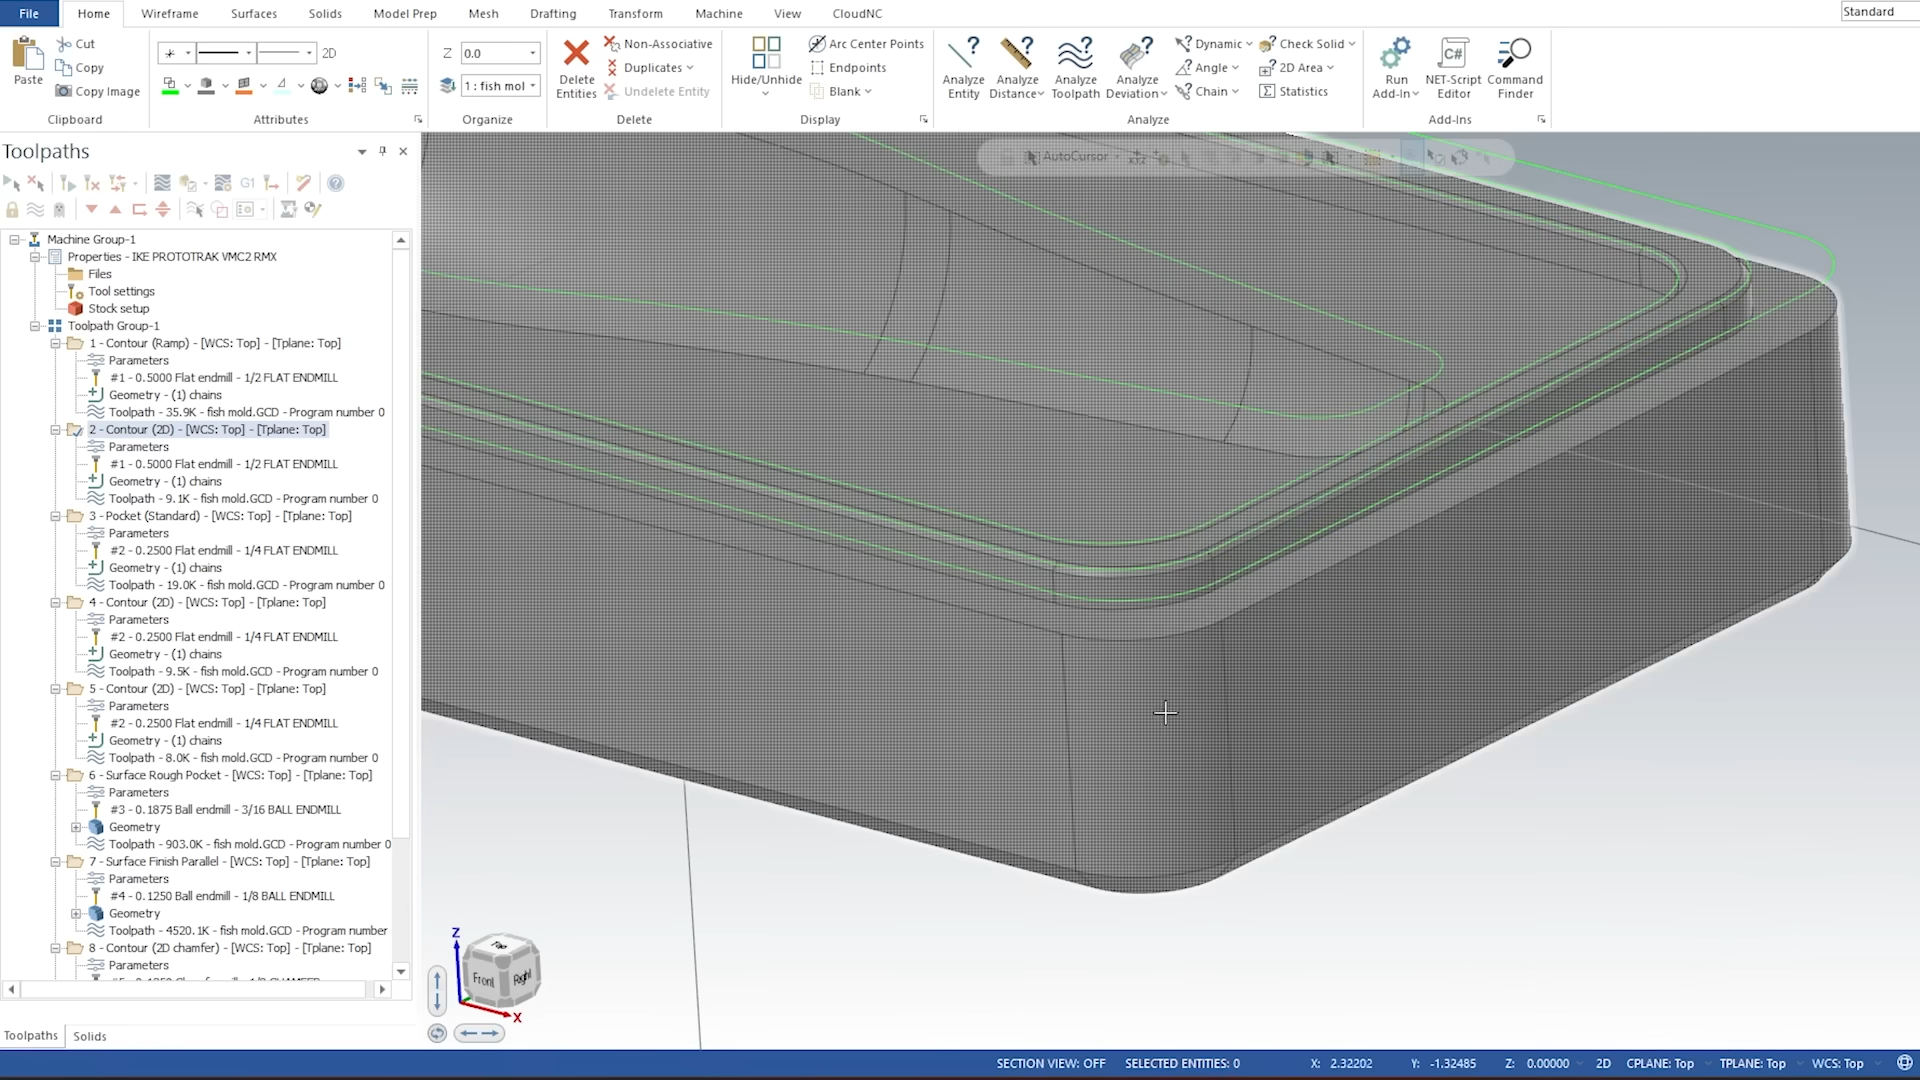 File Home Wireframe Surfaces Solids Model Prep Mesh Drafting Transform Machine View CloudNC Standard
Paste
Cut
Copy
Copy Image
Clipboard
2D
Attributes
Z 0.0
1 : fish mol
Organize
Delete Entities
Non-Associative
Duplicates
Undelete Entity
Delete
Hide/Unhide
Arc Center Points
Endpoints
Blank
Display
Analyze Entity
Analyze Distance
Analyze Toolpath
Analyze Deviation
Dynamic
Angle
Chain
Check Solid
2D Area
Statistics
Analyze
Run Add-In
C#
NET-Script Editor
Command Finder
Add-Ins
Toolpaths
G1
Machine Group-1
Properties - IKE PROTOTRAK VMC2 RMX
Files
Tool settings
Stock setup
Toolpath Group-1
1 - Contour (Ramp) - [WCS: Top] - [Tplane: Top]
Parameters
#1 - 0.5000 Flat endmill - 1/2 FLAT ENDMILL
Geometry - (1) chains
Toolpath - 35.9K - fish mold.GCD - Program number 0
2 - Contour (2D) - [WCS: Top] - [Tplane: Top]
Parameters
#1 - 0.5000 Flat endmill - 1/2 FLAT ENDMILL
Geometry - (1) chains
Toolpath - 9.1K - fish mold.GCD - Program number 0
3 - Pocket (Standard) - [WCS: Top] - [Tplane: Top]
Parameters
#2 - 0.2500 Flat endmill - 1/4 FLAT ENDMILL
Geometry - (1) chains
Toolpath - 19.0K - fish mold.GCD - Program number 0
4 - Contour (2D) - [WCS: Top] - [Tplane: Top]
Parameters
#2 - 0.2500 Flat endmill - 1/4 FLAT ENDMILL
Geometry - (1) chains
Toolpath - 9.5K - fish mold.GCD - Program number 0
5 - Contour (2D) - [WCS: Top] - [Tplane: Top]
Parameters
#2 - 0.2500 Flat endmill - 1/4 FLAT ENDMILL
Geometry - (1) chains
Toolpath - 8.0K - fish mold.GCD - Program number 0
6 - Surface Rough Pocket - [WCS: Top] - [Tplane: Top]
Parameters
#3 - 0.1875 Ball endmill - 3/16 BALL ENDMILL
Geometry
Toolpath - 903.0K - fish mold.GCD - Program number 0
7 - Surface Finish Parallel - [WCS: Top] - [Tplane: Top]
Parameters
#4 - 0.1250 Ball endmill - 1/8 BALL ENDMILL
Geometry
Toolpath - 4520.1K - fish mold.GCD - Program number
8 - Contour (2D chamfer) - [WCS: Top] - [Tplane: Top]
Parameters
Toolpaths Solids
AutoCursor
Z
Top
Front Right
X
SECTION VIEW: OFF SELECTED ENTITIES: 0 X: 2.32202 Y: -1.32485 Z: 0.00000 2D CPLANE: Top TPLANE: Top WCS: Top